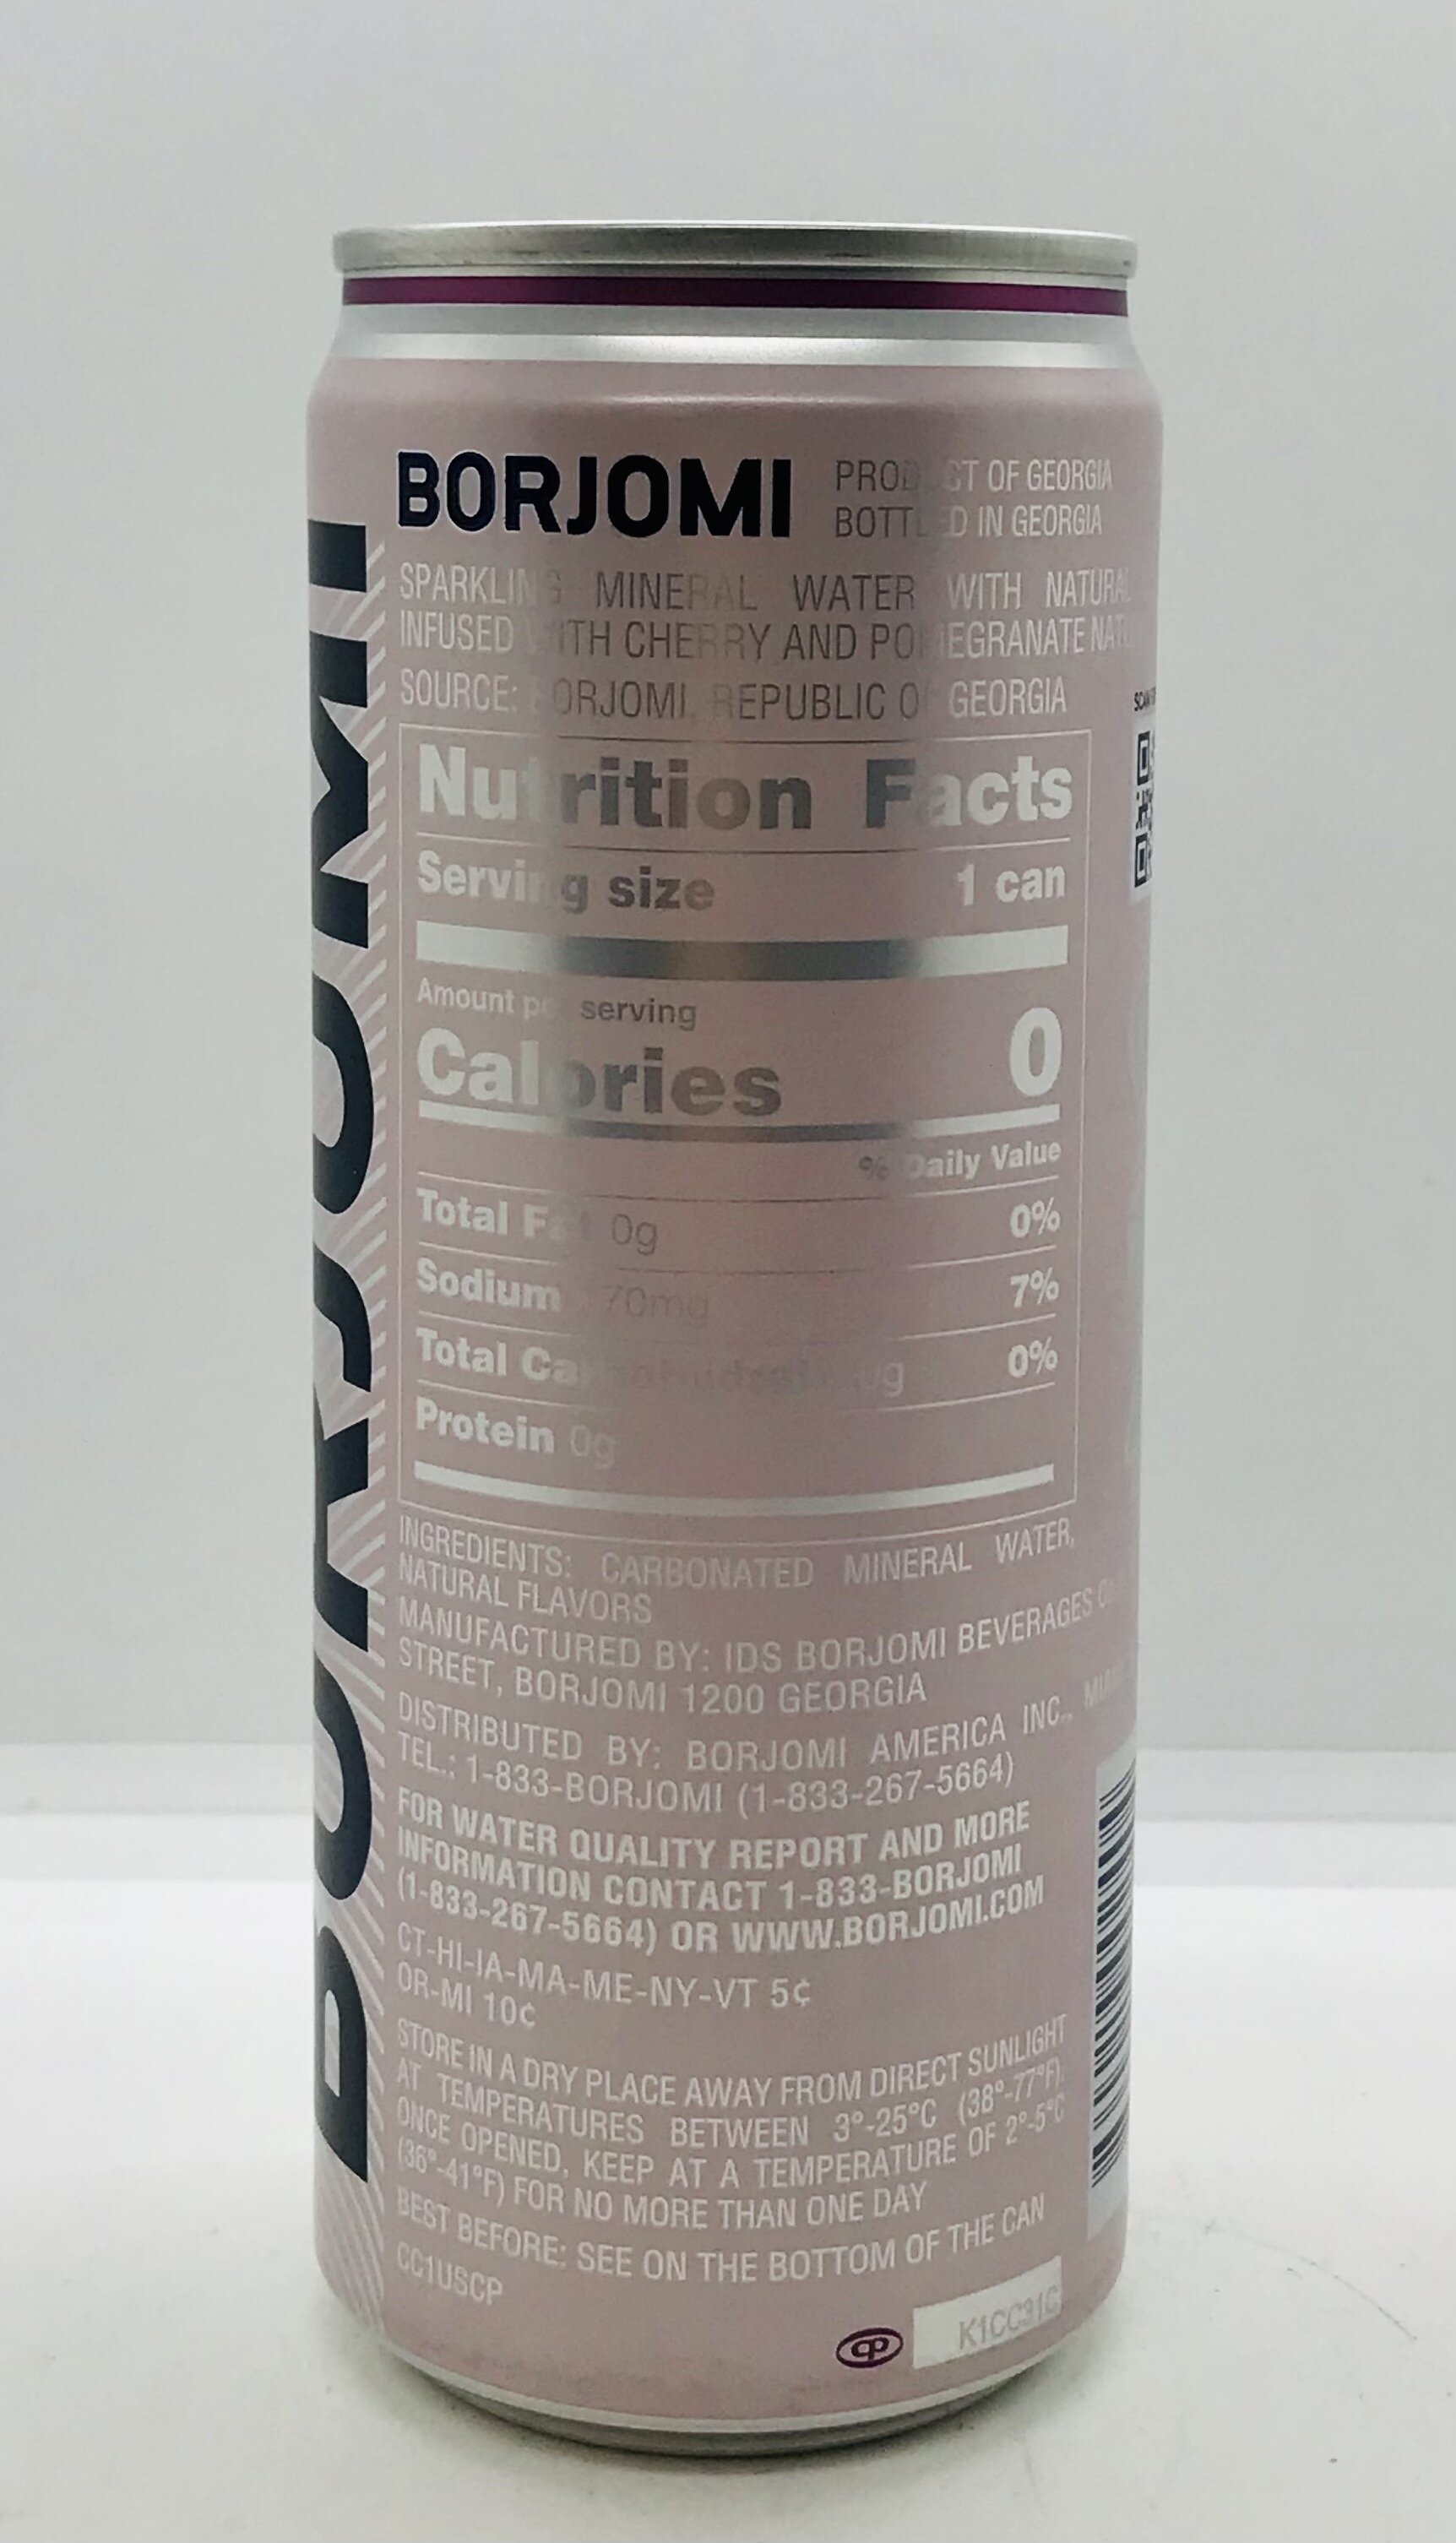 BORJOMI
BORJOMI
PRODUCT OF GEORGIA
BOTTLED IN GEORGIA
SPARKLING MINERAL WATER WITH NATURAL
INFUSED WITH CHERRY AND POMEGRANATE
SOURCE: BORJOMI, REPUBLIC OF GEORGIA
Nutrition Facts
Serving size 1 can
Amount per serving
Calories 0
% Daily Value
Total Fat 0g 0%
Sodium 170mg 7%
Total Carbohydrate 0g 0%
Protein 0g
INGREDIENTS: CARBONATED MINERAL WATER,
NATURAL FLAVORS
MANUFACTURED BY: IDS BORJOMI BEVERAGES
STREET, BORJOMI 1200 GEORGIA
DISTRIBUTED BY: BORJOMI AMERICA INC.,
TEL.: 1-833-BORJOMI (1-833-267-5664)
FOR WATER QUALITY REPORT AND MORE
INFORMATION CONTACT 1-833-BORJOMI
(1-833-267-5664) OR WWW.BORJOMI.COM
CT-HI-IA-MA-ME-NY-VT 5¢
OR-MI 10¢
STORE IN A DRY PLACE AWAY FROM DIRECT SUNLIGHT
AT TEMPERATURES BETWEEN 3°-25°C (38°-77°F).
ONCE OPENED, KEEP AT A TEMPERATURE OF 2°-5°C
(36°-41°F) FOR NO MORE THAN ONE DAY
BEST BEFORE: SEE ON THE BOTTOM OF THE CAN
CC1USCP
K1CC31C
SCAN